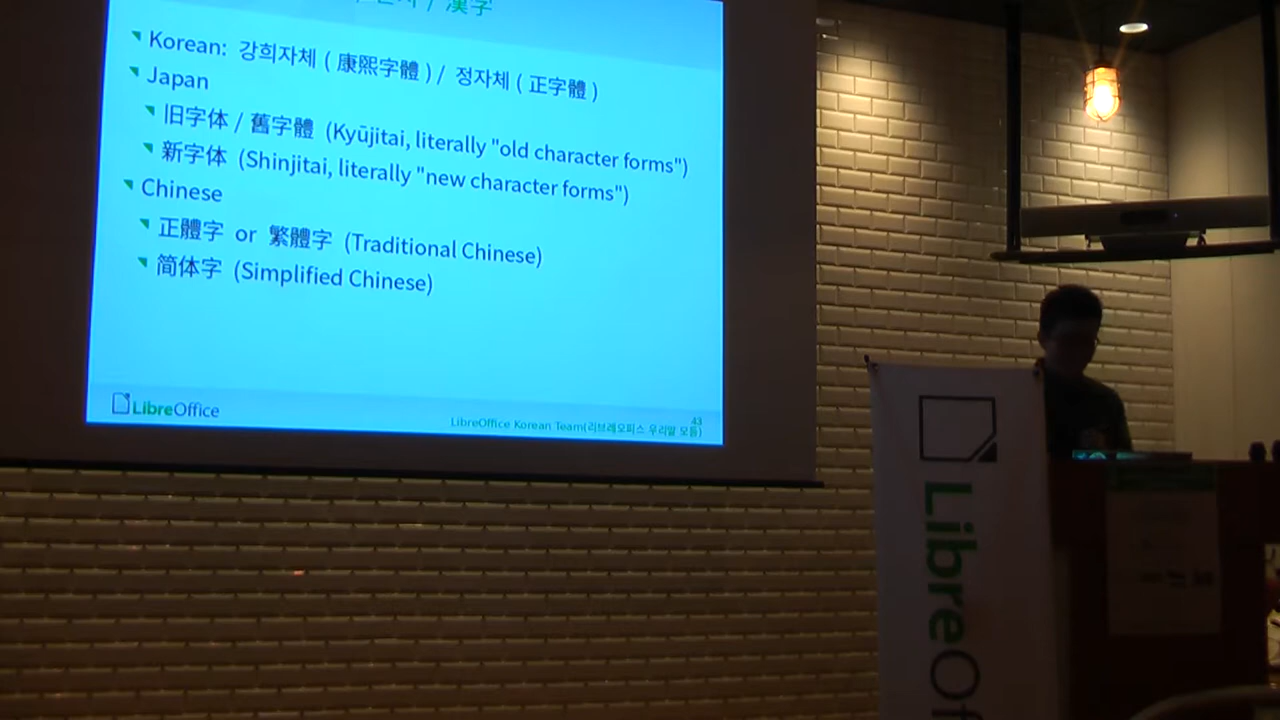 / 漢字
Korean: 강희자체 ( 康熙字體 ) / 정자체 ( 正字體 )
Japan
旧字体 / 舊字體 (Kyūjitai, literally "old character forms")
新字体 (Shinjitai, literally "new character forms")
Chinese
正體字 or 繁體字 (Traditional Chinese)
简体字 (Simplified Chinese)
LibreOffice
43
LibreOffice Korean Team(리브레오피스 우리말 모듬)
LibreOf